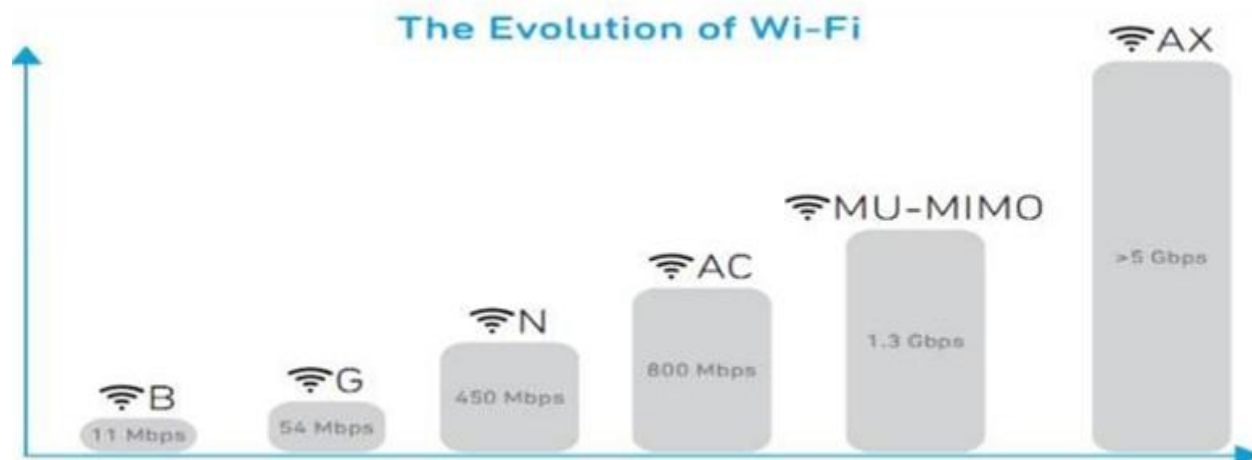 The Evolution of Wi-Fi
B
11 Mbps
G
54 Mbps
N
450 Mbps
AC
800 Mbps
MU-MIMO
1.3 Gbps
AX
>5 Gbps